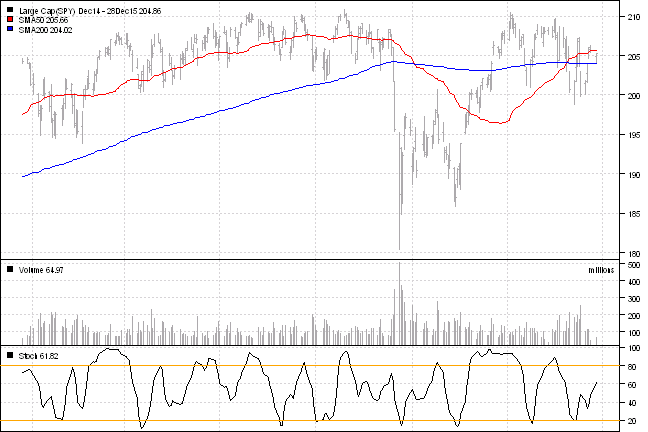 Large Cap(SPY) Dec14 - 28Dec15 204.86
SMA50 205.66
SMA200 204.02
210
205
200
195
190
185
180
Volume 64.97
millions
500
400
300
200
100
Stoch 61.82
100
80
60
40
20